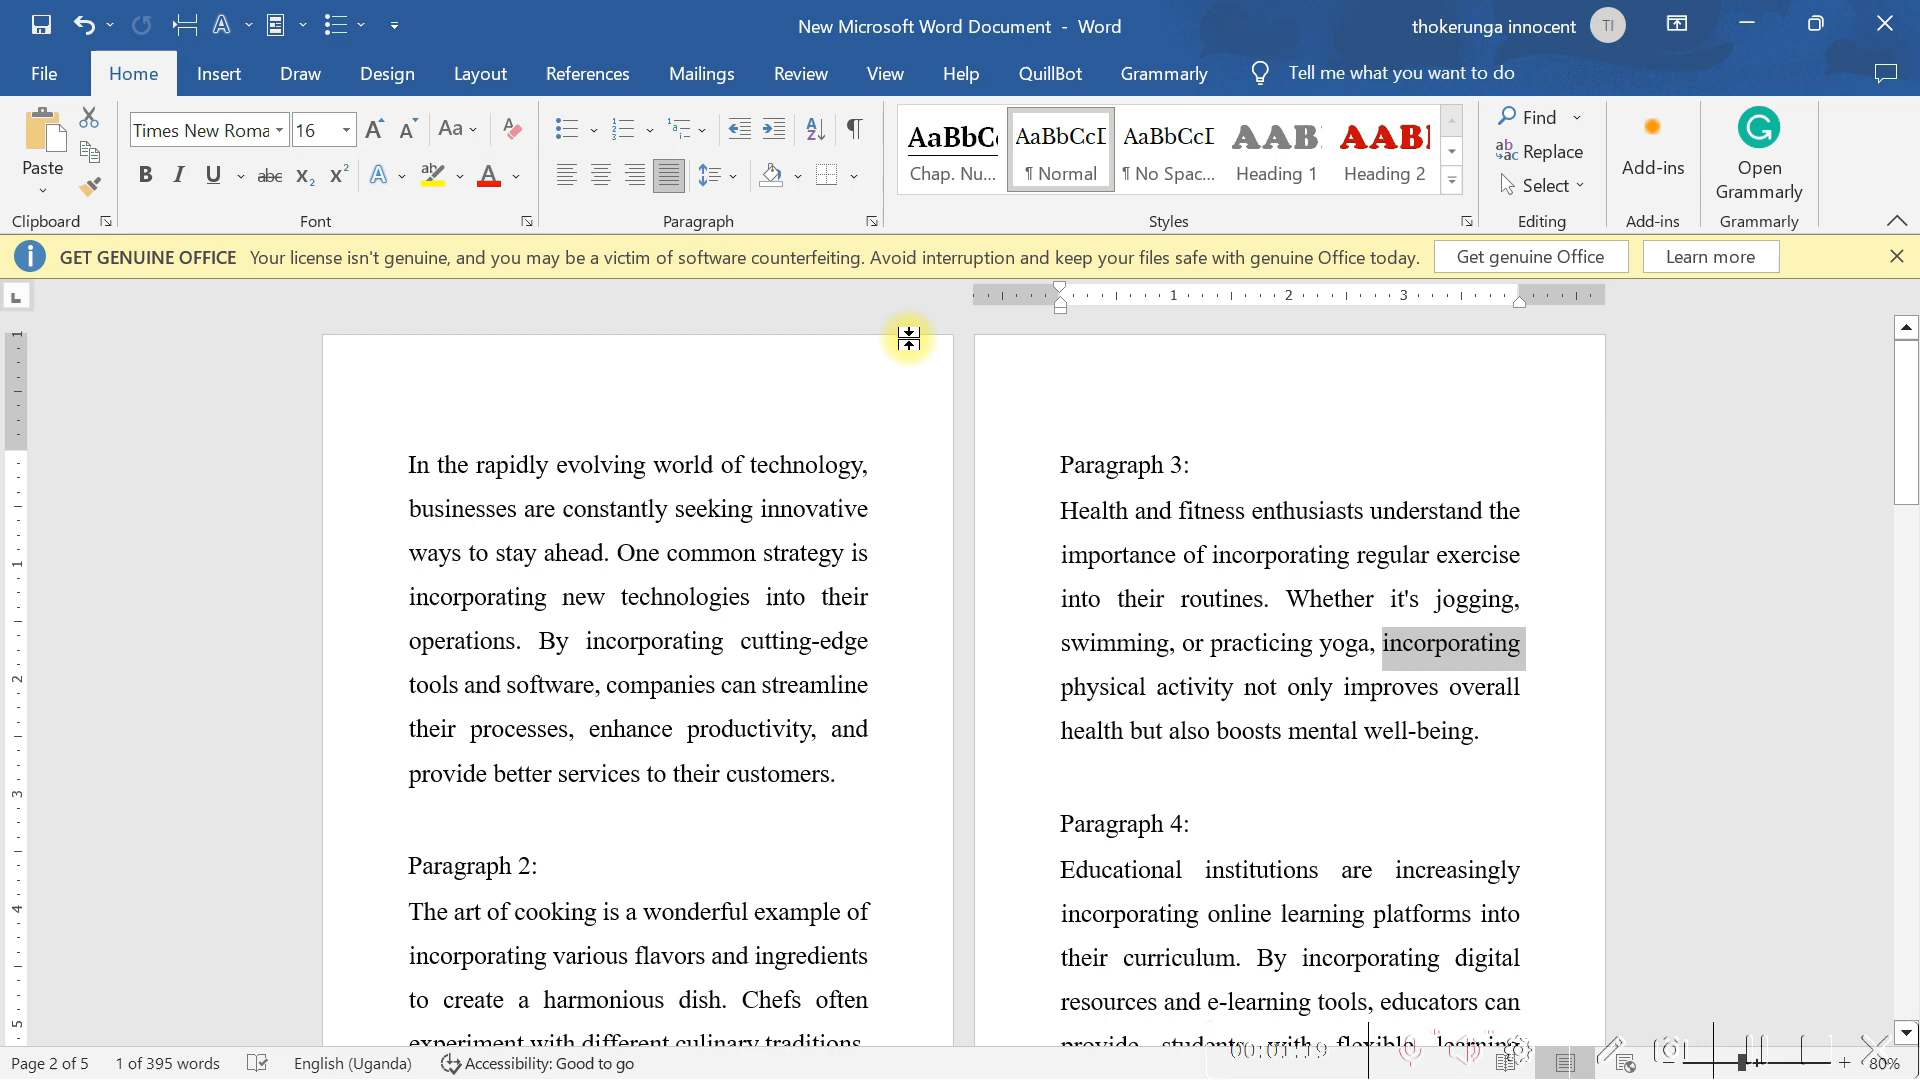 New Microsoft Word Document - Word
thokerunga innocent
TI
File
Home
Insert
Draw
Design
Layout
References
Mailings
Review
View
Help
QuillBot
Grammarly
Tell me what you want to do
Paste
Times New Roma
16
Aa
AaBbC
AaBbCcI
AaBbCcI
AAB
AAB
Chap. Nu...
¶ Normal
¶ No Spac...
Heading 1
Heading 2
Find
Replace
Select
Add-ins
Open
Grammarly
Clipboard
Font
Paragraph
Styles
Editing
Add-ins
Grammarly
GET GENUINE OFFICE Your license isn't genuine, and you may be a victim of software counterfeiting. Avoid interruption and keep your files safe with genuine Office today.
Get genuine Office
Learn more
1 2 3
In the rapidly evolving world of technology,
businesses are constantly seeking innovative
ways to stay ahead. One common strategy is
incorporating new technologies into their
operations. By incorporating cutting-edge
tools and software, companies can streamline
their processes, enhance productivity, and
provide better services to their customers.
Paragraph 2:
The art of cooking is a wonderful example of
incorporating various flavors and ingredients
to create a harmonious dish. Chefs often
experiment with different culinary traditions,
Paragraph 3:
Health and fitness enthusiasts understand the
importance of incorporating regular exercise
into their routines. Whether it's jogging,
swimming, or practicing yoga, incorporating
physical activity not only improves overall
health but also boosts mental well-being.
Paragraph 4:
Educational institutions are increasingly
incorporating online learning platforms into
their curriculum. By incorporating digital
resources and e-learning tools, educators can
provide students with flexible learning
Page 2 of 5
1 of 395 words
English (Uganda)
Accessibility: Good to go
00:01:19
80%